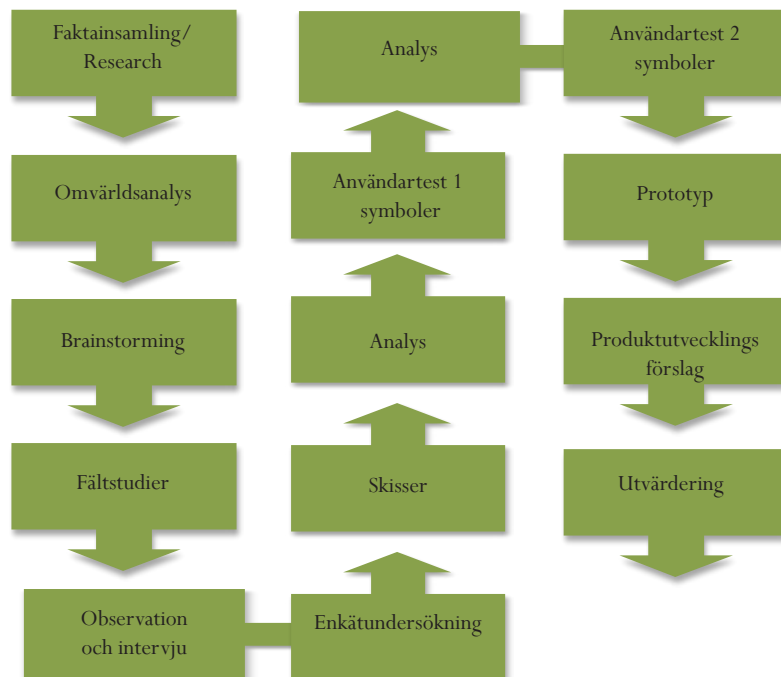 Faktainsamling/
Research
Omvärldsanalys
Brainstorming
Fältstudier
Observation
och intervju
Enkätundersökning
Skisser
Analys
Användartest 1
symboler
Analys
Användartest 2
symboler
Prototyp
Produktutvecklings
förslag
Utvärdering